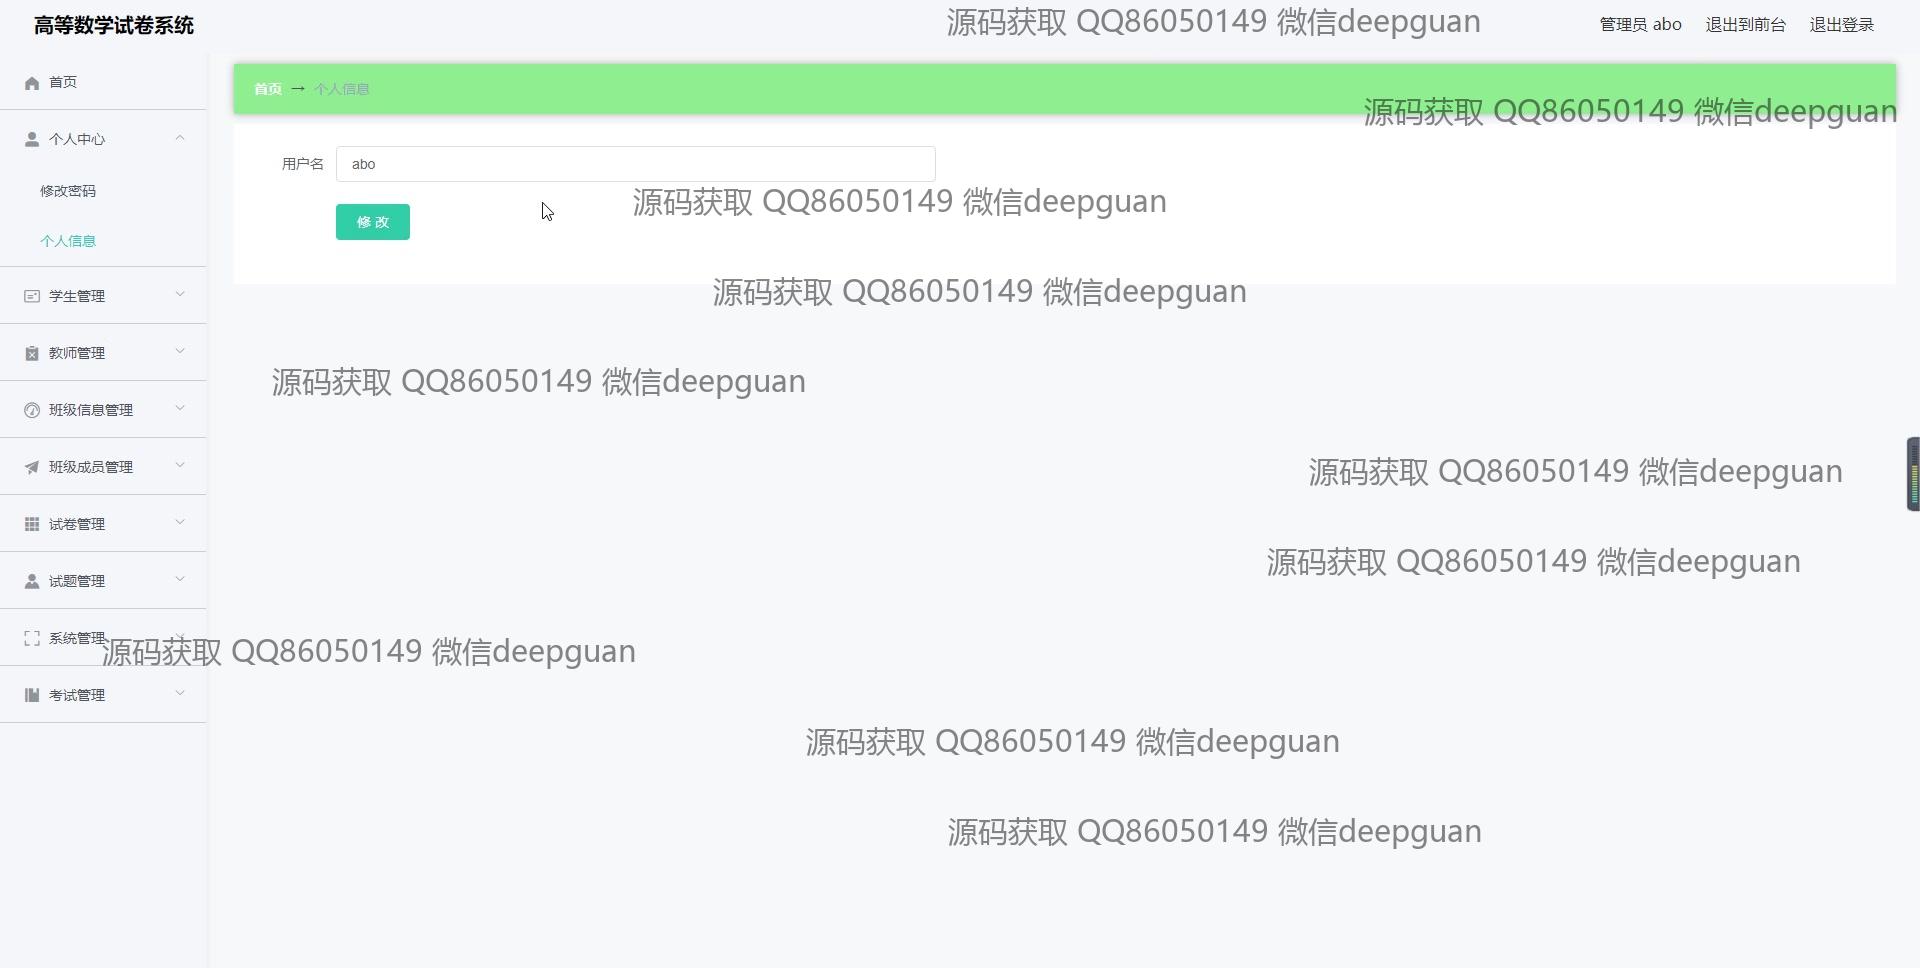 高等数学试卷系统
源码获取 QQ86050149 微信deepguan
管理员 abo 退出到前台 退出登录
首页
首页 → 个人信息
源码获取 QQ86050149 微信deepguan
个人中心
用户名 abo
修改密码
源码获取 QQ86050149 微信deepguan
修 改
个人信息
学生管理
源码获取 QQ86050149 微信deepguan
教师管理
源码获取 QQ86050149 微信deepguan
班级信息管理
班级成员管理
源码获取 QQ86050149 微信deepguan
试卷管理
源码获取 QQ86050149 微信deepguan
试题管理
系统管理
源码获取 QQ86050149 微信deepguan
考试管理
源码获取 QQ86050149 微信deepguan
源码获取 QQ86050149 微信deepguan